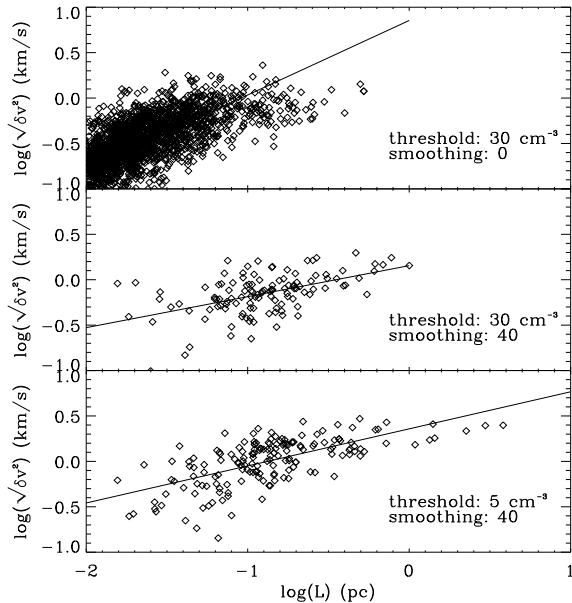 1.0
0.5
0.0
−0.5
−1.0
log(√δv²) (km/s)
threshold: 30 cm⁻³
smoothing: 0
1.0
0.5
0.0
−0.5
−1.0
log(√δv²) (km/s)
threshold: 30 cm⁻³
smoothing: 40
1.0
0.5
0.0
−0.5
−1.0
log(√δv²) (km/s)
threshold: 5 cm⁻³
smoothing: 40
−2 −1 0 1
log(L) (pc)